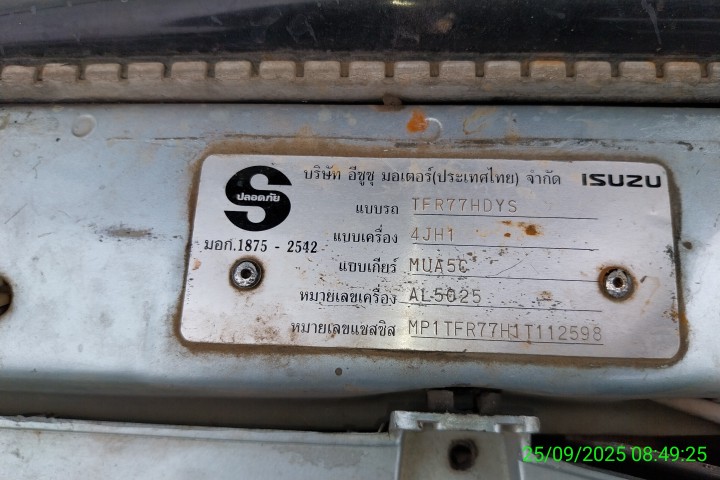 บริษัท อีซูซุ มอเตอร์(ประเทศไทย) จำกัด ISUZU
S
ปลอดภัย
มอก.1875 - 2542
แบบรถ TFR77HDYS
แบบเครื่อง 4JH1
แบบเกียร์ MUA5C
หมายเลขเครื่อง AL5025
หมายเลขแชสซิส MP1TFR77H1T112598
25/09/2025 08:49:25